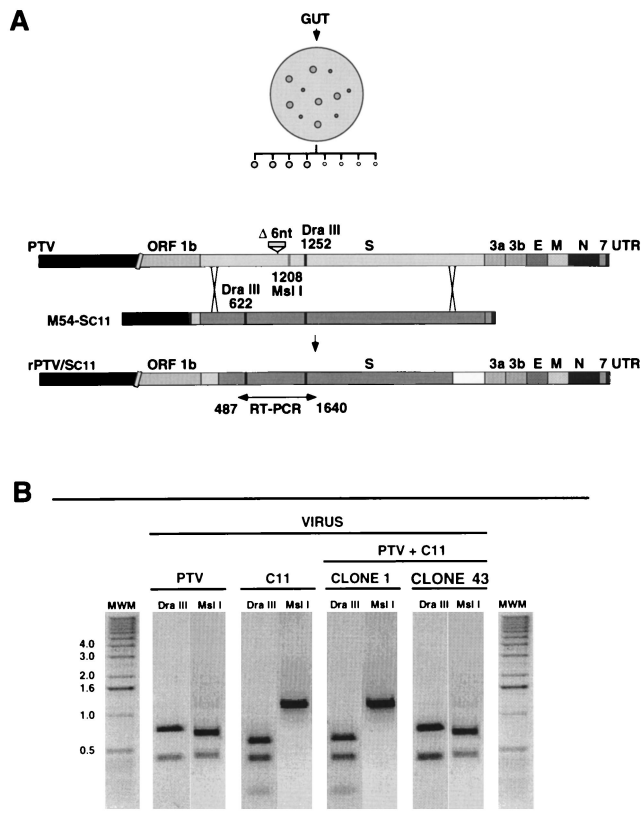 A
GUT
Δ 6nt
Dra III
1252
PTV
ORF 1b
S
3a 3b E M N 7 UTR
1208
Msl I
Dra III
622
M54-SC11
rPTV/SC11
ORF 1b
S
3a 3b E M N 7 UTR
487 RT-PCR 1640
B
VIRUS
PTV + C11
PTV C11 CLONE 1 CLONE 43
MWM Dra III Msl I Dra III Msl I Dra III Msl I Dra III Msl I MWM
4.0
3.0
2.0
1.6
1.0
0.5